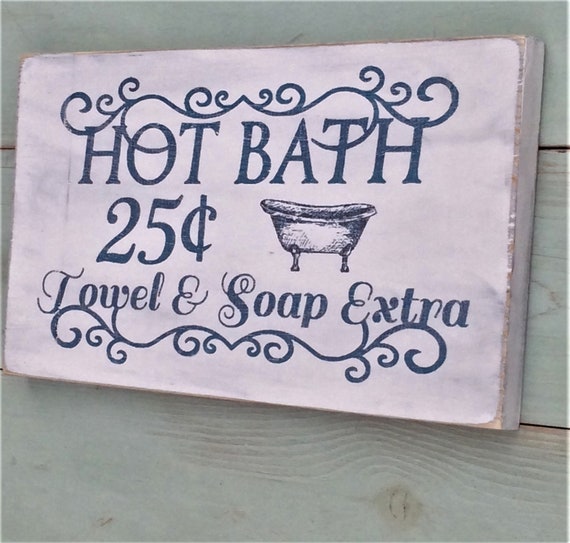 HOT BATH
25¢
Towel & Soap Extra